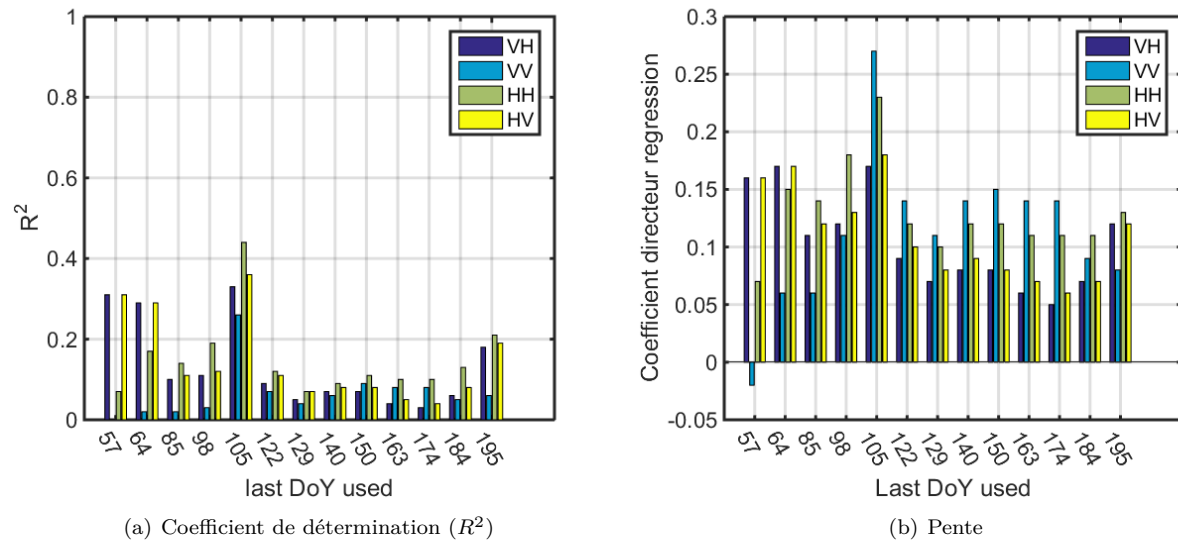 1
0.8
0.6
0.4
0.2
0
R²
VH
VV
HH
HV
57 64 85 98 105 122 129 140 150 163 174 184 195
last DoY used
(a) Coefficient de détermination (R²)
0.3
0.25
0.2
0.15
0.1
0.05
0
-0.05
Coefficient directeur regression
VH
VV
HH
HV
57 64 85 98 105 122 129 140 150 163 174 184 195
Last DoY used
(b) Pente